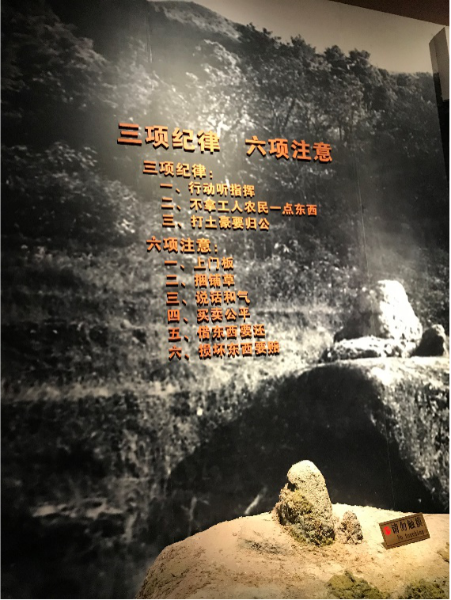 三项纪律 六项注意
三项纪律：
一、行动听指挥
二、不拿工人农民一点东西
三、打土豪要归公
六项注意：
一、上门板
二、捆铺草
三、说话和气
四、买卖公平
五、借东西要还
六、损坏东西要赔
请勿